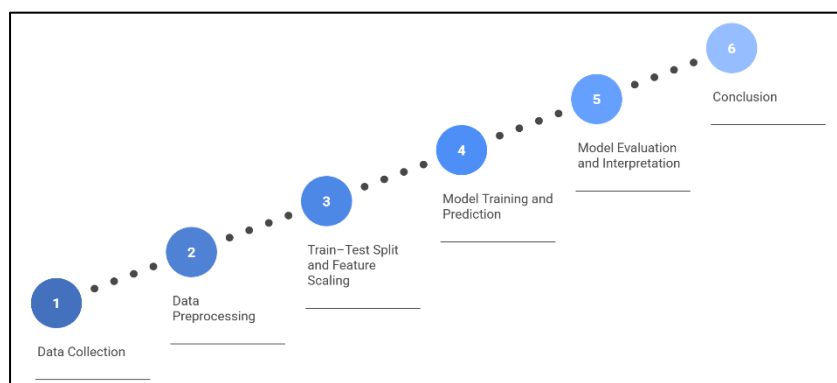 1
Data Collection
2
Data
Preprocessing
3
Train–Test Split
and Feature
Scaling
4
Model Training and
Prediction
5
Model Evaluation
and Interpretation
6
Conclusion